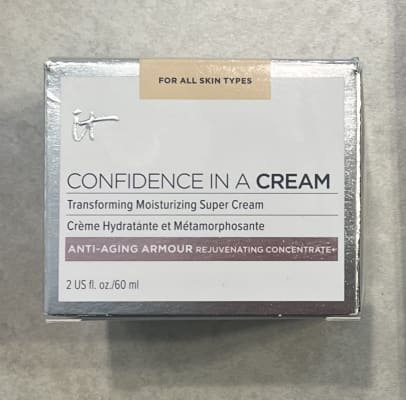 FOR ALL SKIN TYPES
it
CONFIDENCE IN A CREAM
Transforming Moisturizing Super Cream
Crème Hydratante et Métamorphosante
ANTI-AGING ARMOUR REJUVENATING CONCENTRATE+
2 US fl. oz./60 ml